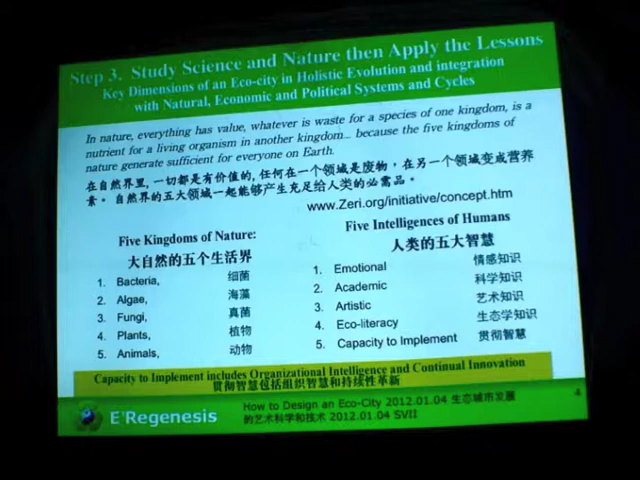 Step 3. Study Science and Nature then Apply the Lessons
Key Dimensions of an Eco-city in Holistic Evolution and integration
with Natural, Economic and Political Systems and Cycles
In nature, everything has value, whatever is waste for a species of one kingdom, is a
nutrient for a living organism in another kingdom... because the five kingdoms of
nature generate sufficient for everyone on Earth.
在自然界里, 一切都是有价值的, 任何在一个领域是废物，在另一个领域变成营养
素。自然界的五大领域一起能够产生充足给人类的必需品。
www.Zeri.org/initiative/concept.htm
Five Kingdoms of Nature:
大自然的五个生活界
1. Bacteria, 细菌
2. Algae, 海藻
3. Fungi, 真菌
4. Plants, 植物
5. Animals, 动物
Five Intelligences of Humans
人类的五大智慧
1. Emotional 情感知识
2. Academic 科学知识
3. Artistic 艺术知识
4. Eco-literacy 生态学知识
5. Capacity to Implement 贯彻智慧
Capacity to Implement includes Organizational Intelligence and Continual Innovation
贯彻智慧包括组织智慧和持续性革新
E²Regenesis
How to Design an Eco-City 2012.01.04 生态城市发展
的艺术科学和技术 2012.01.04 SVII
4